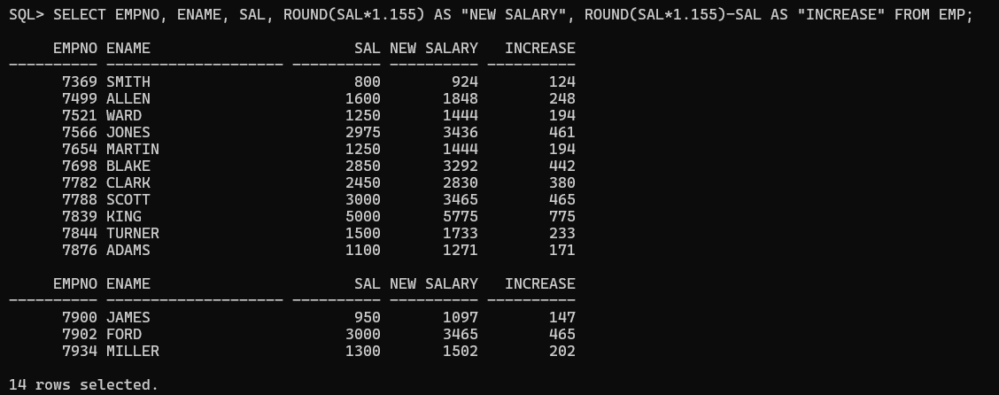 SQL> SELECT EMPNO, ENAME, SAL, ROUND(SAL*1.155) AS "NEW SALARY", ROUND(SAL*1.155)-SAL AS "INCREASE" FROM EMP;
     EMPNO ENAME                       SAL NEW SALARY   INCREASE
---------- -------------------- ---------- ---------- ----------
      7369 SMITH                       800        924        124
      7499 ALLEN                      1600       1848        248
      7521 WARD                       1250       1444        194
      7566 JONES                      2975       3436        461
      7654 MARTIN                     1250       1444        194
      7698 BLAKE                      2850       3292        442
      7782 CLARK                      2450       2830        380
      7788 SCOTT                      3000       3465        465
      7839 KING                       5000       5775        775
      7844 TURNER                     1500       1733        233
      7876 ADAMS                      1100       1271        171
     EMPNO ENAME                       SAL NEW SALARY   INCREASE
---------- -------------------- ---------- ---------- ----------
      7900 JAMES                       950       1097        147
      7902 FORD                       3000       3465        465
      7934 MILLER                     1300       1502        202
14 rows selected.